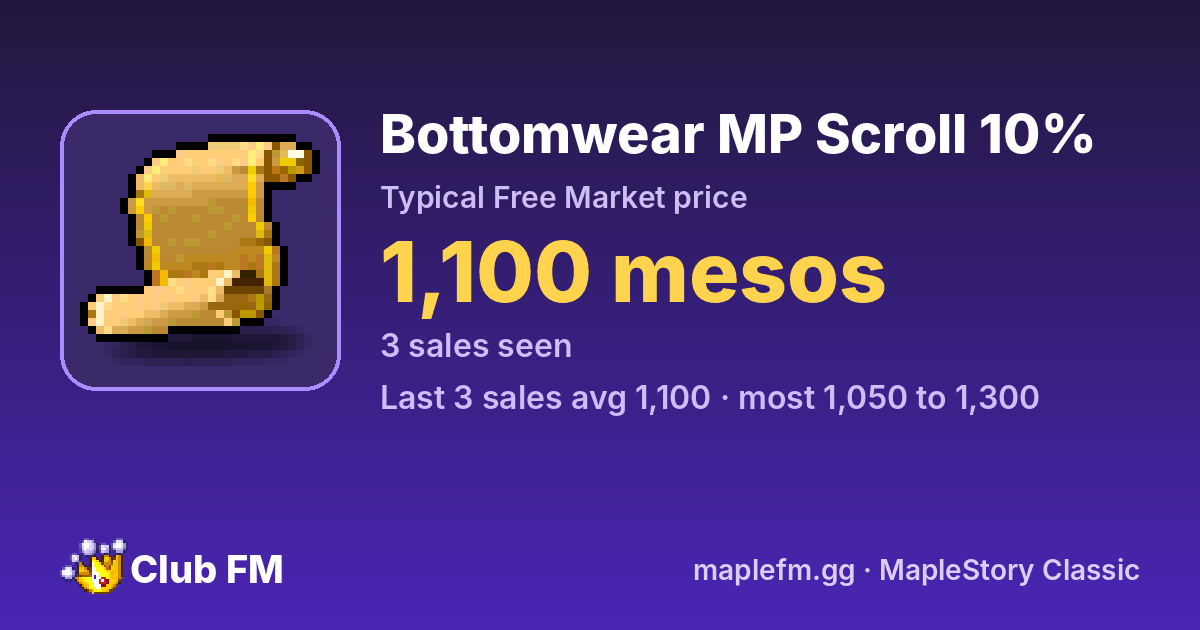 Bottomwear MP Scroll 10%
Typical Free Market price
1,100 mesos
3 sales seen
Last 3 sales avg 1,100 · most 1,050 to 1,300
Club FM
maplefm.gg · MapleStory Classic